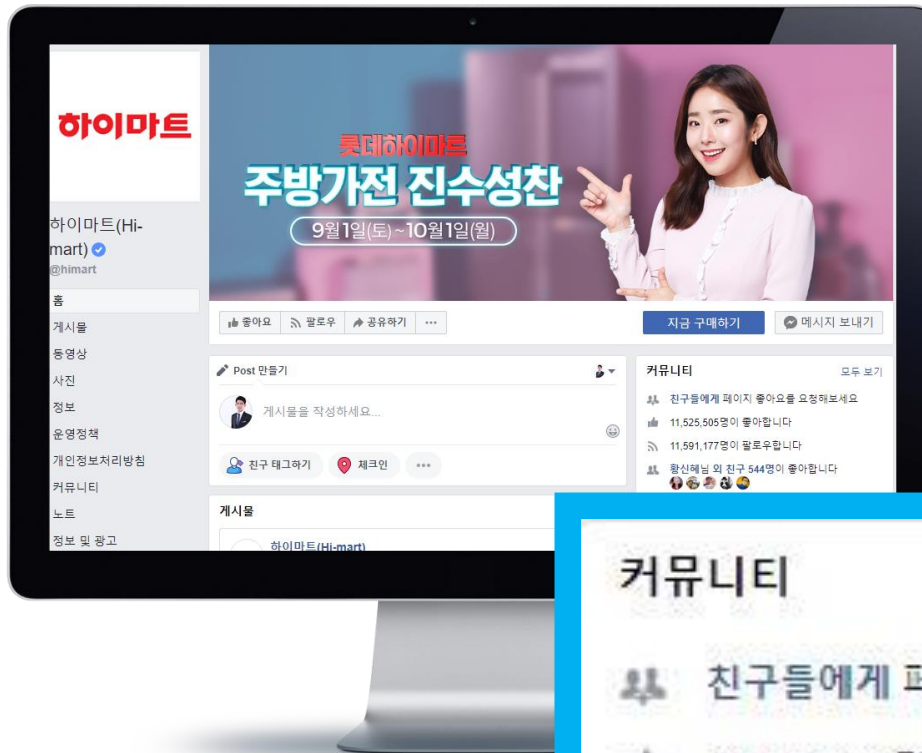 하이마트
하이마트(Hi-
mart)
@himart
홈
게시물
동영상
사진
정보
운영정책
개인정보처리방침
커뮤니티
노트
정보 및 광고
롯데하이마트
주방가전 진수성찬
9월1일(토)~10월1일(월)
좋아요 팔로우 공유하기 ...
지금 구매하기 메시지 보내기
Post 만들기
게시물을 작성하세요...
친구 태그하기 체크인 ...
게시물
하이마트(Hi-mart)
커뮤니티 모두 보기
친구들에게 페이지 좋아요를 요청해보세요
11,525,505명이 좋아합니다
11,591,177명이 팔로우합니다
황신혜님 외 친구 544명이 좋아합니다
커뮤니티
친구들에게